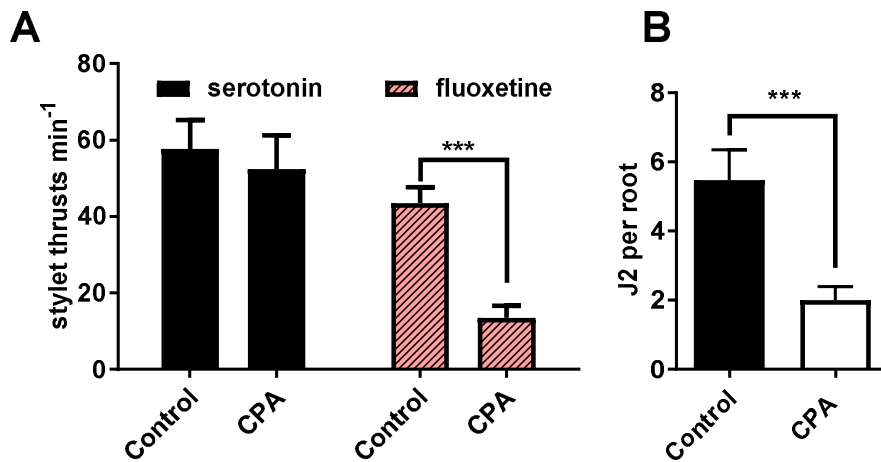 A
stylet thrusts min-1
80
60
40
20
0
serotonin
fluoxetine
***
Control
CPA
Control
CPA
B
J2 per root
8
6
4
2
0
***
Control
CPA